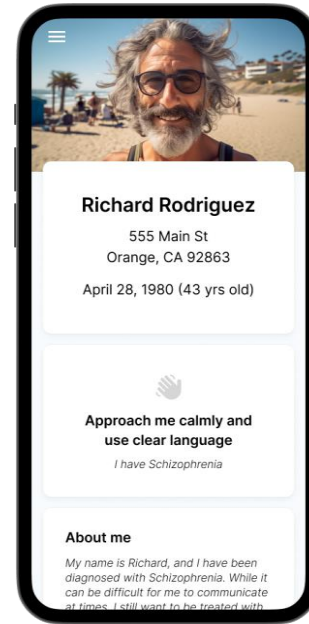 Richard Rodriguez
555 Main St
Orange, CA 92863
April 28, 1980 (43 yrs old)
Approach me calmly and
use clear language
I have Schizophrenia
About me
My name is Richard, and I have been
diagnosed with Schizophrenia. While it
can be difficult for me to communicate
at times, I still want to be treated with